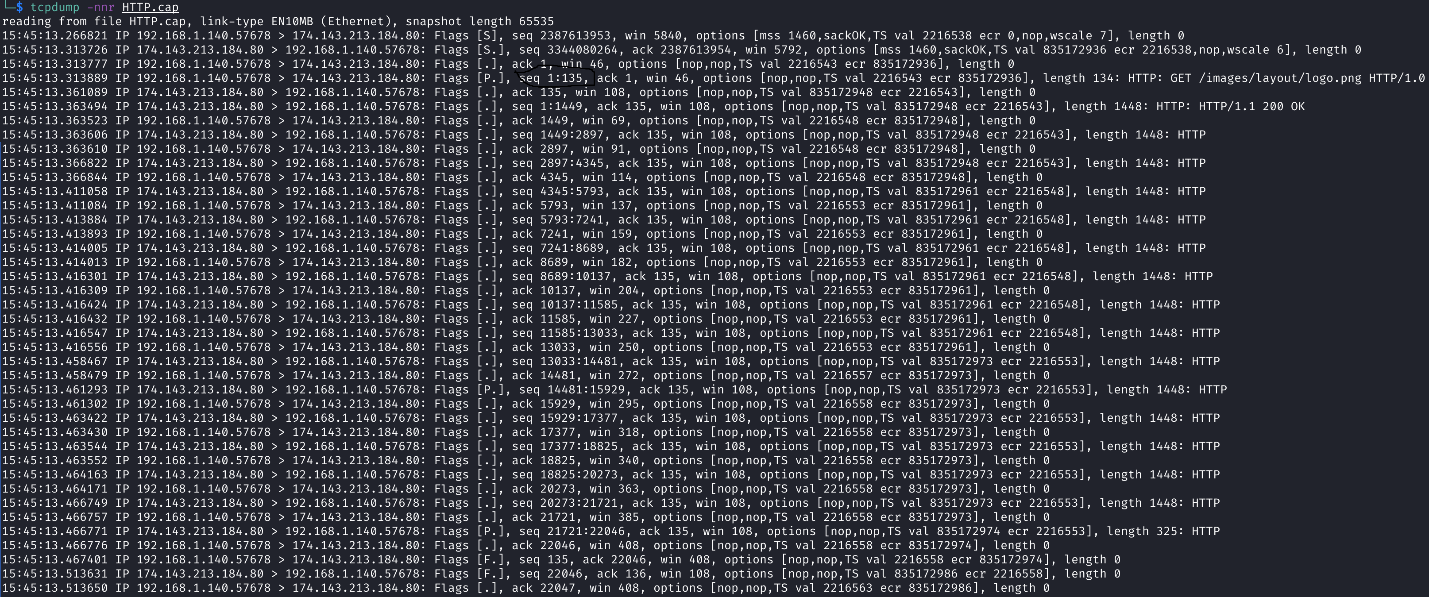 └─$ tcpdump -nnr HTTP.cap
reading from file HTTP.cap, link-type EN10MB (Ethernet), snapshot length 65535
15:45:13.266821 IP 192.168.1.140.57678 > 174.143.213.184.80: Flags [S], seq 2387613953, win 5840, options [mss 1460,sackOK,TS val 2216538 ecr 0,nop,wscale 7], length 0
15:45:13.313726 IP 174.143.213.184.80 > 192.168.1.140.57678: Flags [S.], seq 3344080264, ack 2387613954, win 5792, options [mss 1460,sackOK,TS val 835172936 ecr 2216538,nop,wscale 6], length 0
15:45:13.313777 IP 192.168.1.140.57678 > 174.143.213.184.80: Flags [.], ack 1, win 46, options [nop,nop,TS val 2216543 ecr 835172936], length 0
15:45:13.313889 IP 192.168.1.140.57678 > 174.143.213.184.80: Flags [P.], seq 1:135, ack 1, win 46, options [nop,nop,TS val 2216543 ecr 835172936], length 134: HTTP: GET /images/layout/logo.png HTTP/1.0
15:45:13.361089 IP 174.143.213.184.80 > 192.168.1.140.57678: Flags [.], ack 135, win 108, options [nop,nop,TS val 835172948 ecr 2216543], length 0
15:45:13.363494 IP 174.143.213.184.80 > 192.168.1.140.57678: Flags [.], seq 1:1449, ack 135, win 108, options [nop,nop,TS val 835172948 ecr 2216543], length 1448: HTTP: HTTP/1.1 200 OK
15:45:13.363523 IP 192.168.1.140.57678 > 174.143.213.184.80: Flags [.], ack 1449, win 69, options [nop,nop,TS val 2216548 ecr 835172948], length 0
15:45:13.363606 IP 174.143.213.184.80 > 192.168.1.140.57678: Flags [.], seq 1449:2897, ack 135, win 108, options [nop,nop,TS val 835172948 ecr 2216543], length 1448: HTTP
15:45:13.363610 IP 192.168.1.140.57678 > 174.143.213.184.80: Flags [.], ack 2897, win 91, options [nop,nop,TS val 2216548 ecr 835172948], length 0
15:45:13.366822 IP 174.143.213.184.80 > 192.168.1.140.57678: Flags [.], seq 2897:4345, ack 135, win 108, options [nop,nop,TS val 835172948 ecr 2216543], length 1448: HTTP
15:45:13.366844 IP 192.168.1.140.57678 > 174.143.213.184.80: Flags [.], ack 4345, win 114, options [nop,nop,TS val 2216548 ecr 835172948], length 0
15:45:13.411058 IP 174.143.213.184.80 > 192.168.1.140.57678: Flags [.], seq 4345:5793, ack 135, win 108, options [nop,nop,TS val 835172961 ecr 2216548], length 1448: HTTP
15:45:13.411084 IP 192.168.1.140.57678 > 174.143.213.184.80: Flags [.], ack 5793, win 137, options [nop,nop,TS val 2216553 ecr 835172961], length 0
15:45:13.413884 IP 174.143.213.184.80 > 192.168.1.140.57678: Flags [.], seq 5793:7241, ack 135, win 108, options [nop,nop,TS val 835172961 ecr 2216548], length 1448: HTTP
15:45:13.413893 IP 192.168.1.140.57678 > 174.143.213.184.80: Flags [.], ack 7241, win 159, options [nop,nop,TS val 2216553 ecr 835172961], length 0
15:45:13.414005 IP 174.143.213.184.80 > 192.168.1.140.57678: Flags [.], seq 7241:8689, ack 135, win 108, options [nop,nop,TS val 835172961 ecr 2216548], length 1448: HTTP
15:45:13.414013 IP 192.168.1.140.57678 > 174.143.213.184.80: Flags [.], ack 8689, win 182, options [nop,nop,TS val 2216553 ecr 835172961], length 0
15:45:13.416301 IP 174.143.213.184.80 > 192.168.1.140.57678: Flags [.], seq 8689:10137, ack 135, win 108, options [nop,nop,TS val 835172961 ecr 2216548], length 1448: HTTP
15:45:13.416309 IP 192.168.1.140.57678 > 174.143.213.184.80: Flags [.], ack 10137, win 204, options [nop,nop,TS val 2216553 ecr 835172961], length 0
15:45:13.416424 IP 174.143.213.184.80 > 192.168.1.140.57678: Flags [.], seq 10137:11585, ack 135, win 108, options [nop,nop,TS val 835172961 ecr 2216548], length 1448: HTTP
15:45:13.416432 IP 192.168.1.140.57678 > 174.143.213.184.80: Flags [.], ack 11585, win 227, options [nop,nop,TS val 2216553 ecr 835172961], length 0
15:45:13.416547 IP 174.143.213.184.80 > 192.168.1.140.57678: Flags [.], seq 11585:13033, ack 135, win 108, options [nop,nop,TS val 835172961 ecr 2216548], length 1448: HTTP
15:45:13.416556 IP 192.168.1.140.57678 > 174.143.213.184.80: Flags [.], ack 13033, win 250, options [nop,nop,TS val 2216553 ecr 835172961], length 0
15:45:13.458467 IP 174.143.213.184.80 > 192.168.1.140.57678: Flags [.], seq 13033:14481, ack 135, win 108, options [nop,nop,TS val 835172973 ecr 2216553], length 1448: HTTP
15:45:13.458479 IP 192.168.1.140.57678 > 174.143.213.184.80: Flags [.], ack 14481, win 272, options [nop,nop,TS val 2216557 ecr 835172973], length 0
15:45:13.461293 IP 174.143.213.184.80 > 192.168.1.140.57678: Flags [P.], seq 14481:15929, ack 135, win 108, options [nop,nop,TS val 835172973 ecr 2216553], length 1448: HTTP
15:45:13.461302 IP 192.168.1.140.57678 > 174.143.213.184.80: Flags [.], ack 15929, win 295, options [nop,nop,TS val 2216558 ecr 835172973], length 0
15:45:13.463422 IP 174.143.213.184.80 > 192.168.1.140.57678: Flags [.], seq 15929:17377, ack 135, win 108, options [nop,nop,TS val 835172973 ecr 2216553], length 1448: HTTP
15:45:13.463430 IP 192.168.1.140.57678 > 174.143.213.184.80: Flags [.], ack 17377, win 318, options [nop,nop,TS val 2216558 ecr 835172973], length 0
15:45:13.463544 IP 174.143.213.184.80 > 192.168.1.140.57678: Flags [.], seq 17377:18825, ack 135, win 108, options [nop,nop,TS val 835172973 ecr 2216553], length 1448: HTTP
15:45:13.463552 IP 192.168.1.140.57678 > 174.143.213.184.80: Flags [.], ack 18825, win 340, options [nop,nop,TS val 2216558 ecr 835172973], length 0
15:45:13.464163 IP 174.143.213.184.80 > 192.168.1.140.57678: Flags [.], seq 18825:20273, ack 135, win 108, options [nop,nop,TS val 835172973 ecr 2216553], length 1448: HTTP
15:45:13.464171 IP 192.168.1.140.57678 > 174.143.213.184.80: Flags [.], ack 20273, win 363, options [nop,nop,TS val 2216558 ecr 835172973], length 0
15:45:13.466749 IP 174.143.213.184.80 > 192.168.1.140.57678: Flags [.], seq 20273:21721, ack 135, win 108, options [nop,nop,TS val 835172973 ecr 2216553], length 1448: HTTP
15:45:13.466757 IP 192.168.1.140.57678 > 174.143.213.184.80: Flags [.], ack 21721, win 385, options [nop,nop,TS val 2216558 ecr 835172973], length 0
15:45:13.466771 IP 174.143.213.184.80 > 192.168.1.140.57678: Flags [P.], seq 21721:22046, ack 135, win 108, options [nop,nop,TS val 835172974 ecr 2216553], length 325: HTTP
15:45:13.466776 IP 192.168.1.140.57678 > 174.143.213.184.80: Flags [.], ack 22046, win 408, options [nop,nop,TS val 2216558 ecr 835172974], length 0
15:45:13.467401 IP 192.168.1.140.57678 > 174.143.213.184.80: Flags [F.], seq 135, ack 22046, win 408, options [nop,nop,TS val 2216558 ecr 835172974], length 0
15:45:13.513631 IP 174.143.213.184.80 > 192.168.1.140.57678: Flags [F.], seq 22046, ack 136, win 108, options [nop,nop,TS val 835172986 ecr 2216558], length 0
15:45:13.513650 IP 192.168.1.140.57678 > 174.143.213.184.80: Flags [.], ack 22047, win 408, options [nop,nop,TS val 2216563 ecr 835172986], length 0